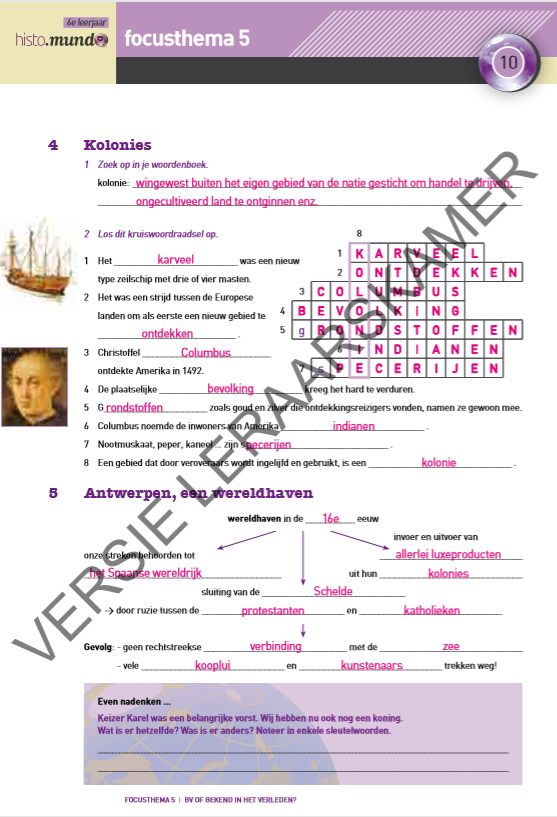 6e leerjaar
histo.mundo
focusthema 5
10
4 Kolonies
1 Zoek op in je woordenboek.
kolonie: wingewest buiten het eigen gebied van de natie gesticht om handel te drijven,
ongecultiveerd land te ontginnen enz.
2 Los dit kruiswoordraadsel op.
8
1 K A R V E E L
2 O N T D E K K E N
3 C O L U M B U S
4 B E V O L K I N G
5 g R O N D S T O F F E N
6 I N D I A N E N
7 s P E C E R I J E N
1 Het karveel was een nieuw
type zeilschip met drie of vier masten.
2 Het was een strijd tussen de Europese
landen om als eerste een nieuw gebied te
ontdekken .
3 Christoffel Columbus
ontdekte Amerika in 1492.
4 De plaatselijke bevolking kreeg het hard te verduren.
5 Grondstoffen zoals goud en zilver die ontdekkingsreizigers vonden, namen ze gewoon mee.
6 Columbus noemde de inwoners van Amerika indianen .
7 Nootmuskaat, peper, kaneel ... zijn specerijen .
8 Een gebied dat door veroveraars wordt ingelijfd en gebruikt, is een kolonie .
5 Antwerpen, een wereldhaven
wereldhaven in de 16e eeuw
invoer en uitvoer van
onze streken behoorden tot allerlei luxeproducten
het Spaanse wereldrijk uit hun kolonies
sluiting van de Schelde
→ door ruzie tussen de protestanten en katholieken
Gevolg: - geen rechtstreekse verbinding met de zee
- vele kooplui en kunstenaars trekken weg!
Even nadenken ...
Keizer Karel was een belangrijke vorst. Wij hebben nu ook nog een koning.
Wat is er hetzelfde? Was is er anders? Noteer in enkele sleutelwoorden.
FOCUSTHEMA 5 | BV OF BEKEND IN HET VERLEDEN?
VERSIE LERAARSKAMER